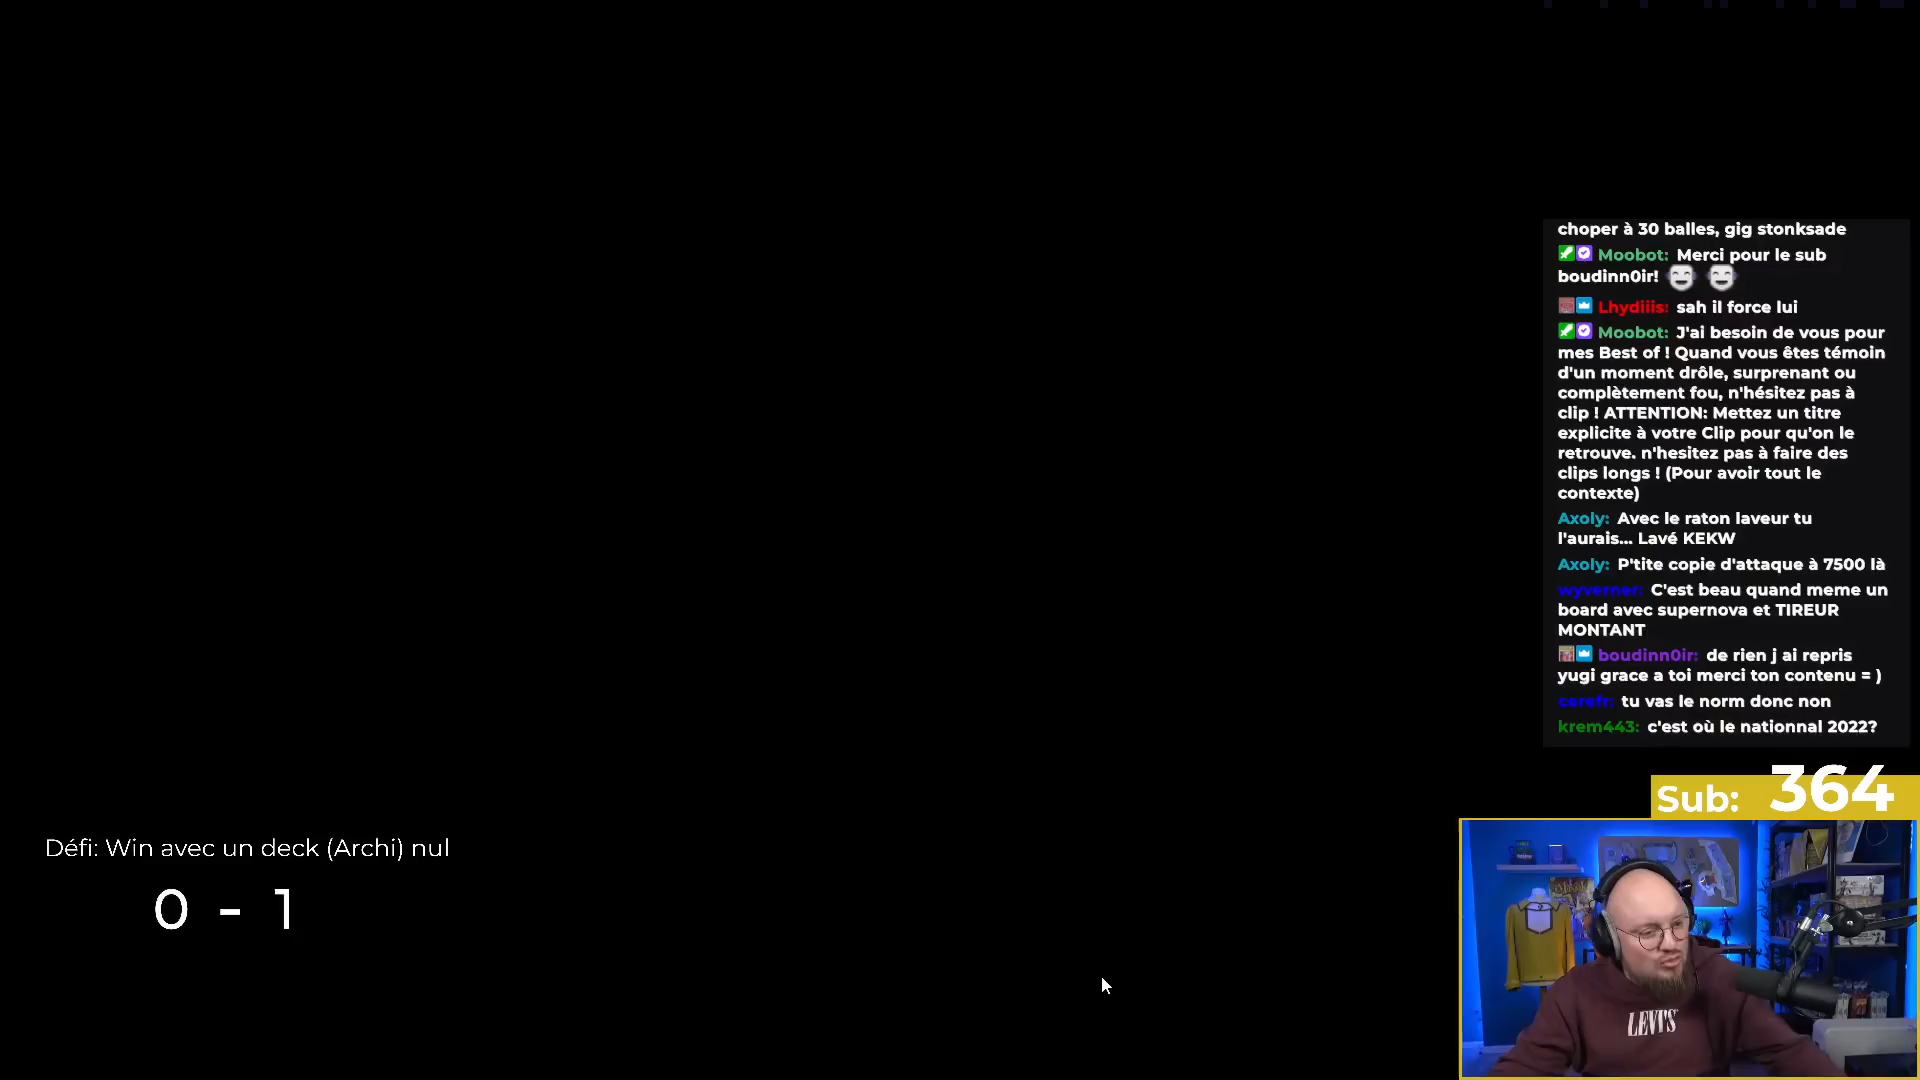 choper à 30 balles, gig stonksade
Moobot: Merci pour le sub
boudinn0ir!
Lhydiiis: sah il force lui
Moobot: J'ai besoin de vous pour
mes Best of ! Quand vous êtes témoin
d'un moment drôle, surprenant ou
complètement fou, n'hésitez pas à
clip ! ATTENTION: Mettez un titre
explicite à votre Clip pour qu'on le
retrouve. n'hesitez pas à faire des
clips longs ! (Pour avoir tout le
contexte)
Axoly: Avec le raton laveur tu
l'aurais... Lavé KEKW
Axoly: P'tite copie d'attaque à 7500 là
wyverner: C'est beau quand meme un
board avec supernova et TIREUR
MONTANT
boudinn0ir: de rien j ai repris
yugi grace a toi merci ton contenu = )
cerefr: tu vas le norm donc non
krem443: c'est où le nationnal 2022?
Sub: 364
Défi: Win avec un deck (Archi) nul
0 - 1
LEVI'S